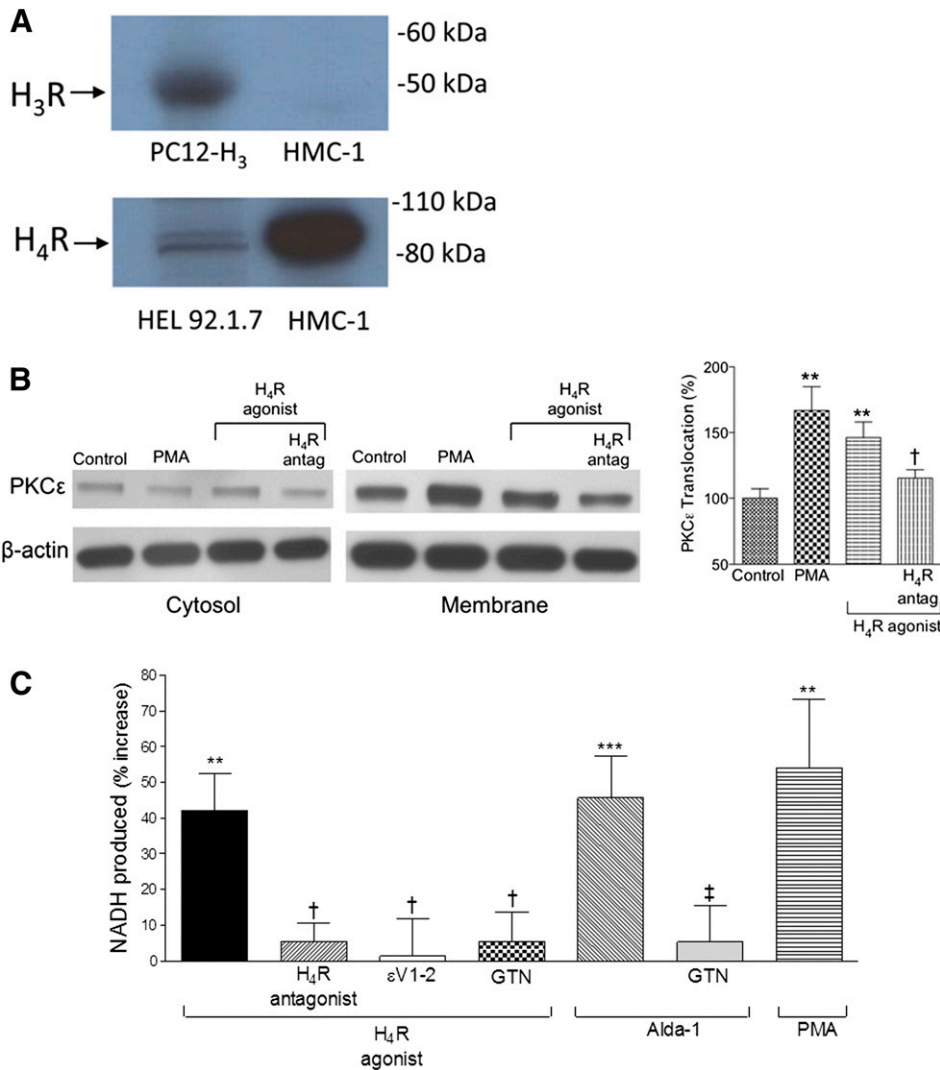 A
H₃R
-60 kDa
-50 kDa
PC12-H₃ HMC-1
H₄R
-110 kDa
-80 kDa
HEL 92.1.7 HMC-1
B
H₄R
agonist
Control PMA H₄R
antag
PKCε
β-actin
Cytosol
H₄R
agonist
Control PMA H₄R
antag
Membrane
PKCε Translocation (%)
200
150
100
50
** ** †
Control PMA H₄R
antag
H₄R agonist
C
NADH produced (% increase)
80
70
60
50
40
30
20
10
0
** † † † *** ‡ **
H₄R
antagonist
εV1-2 GTN GTN
H₄R
agonist
Alda-1 PMA